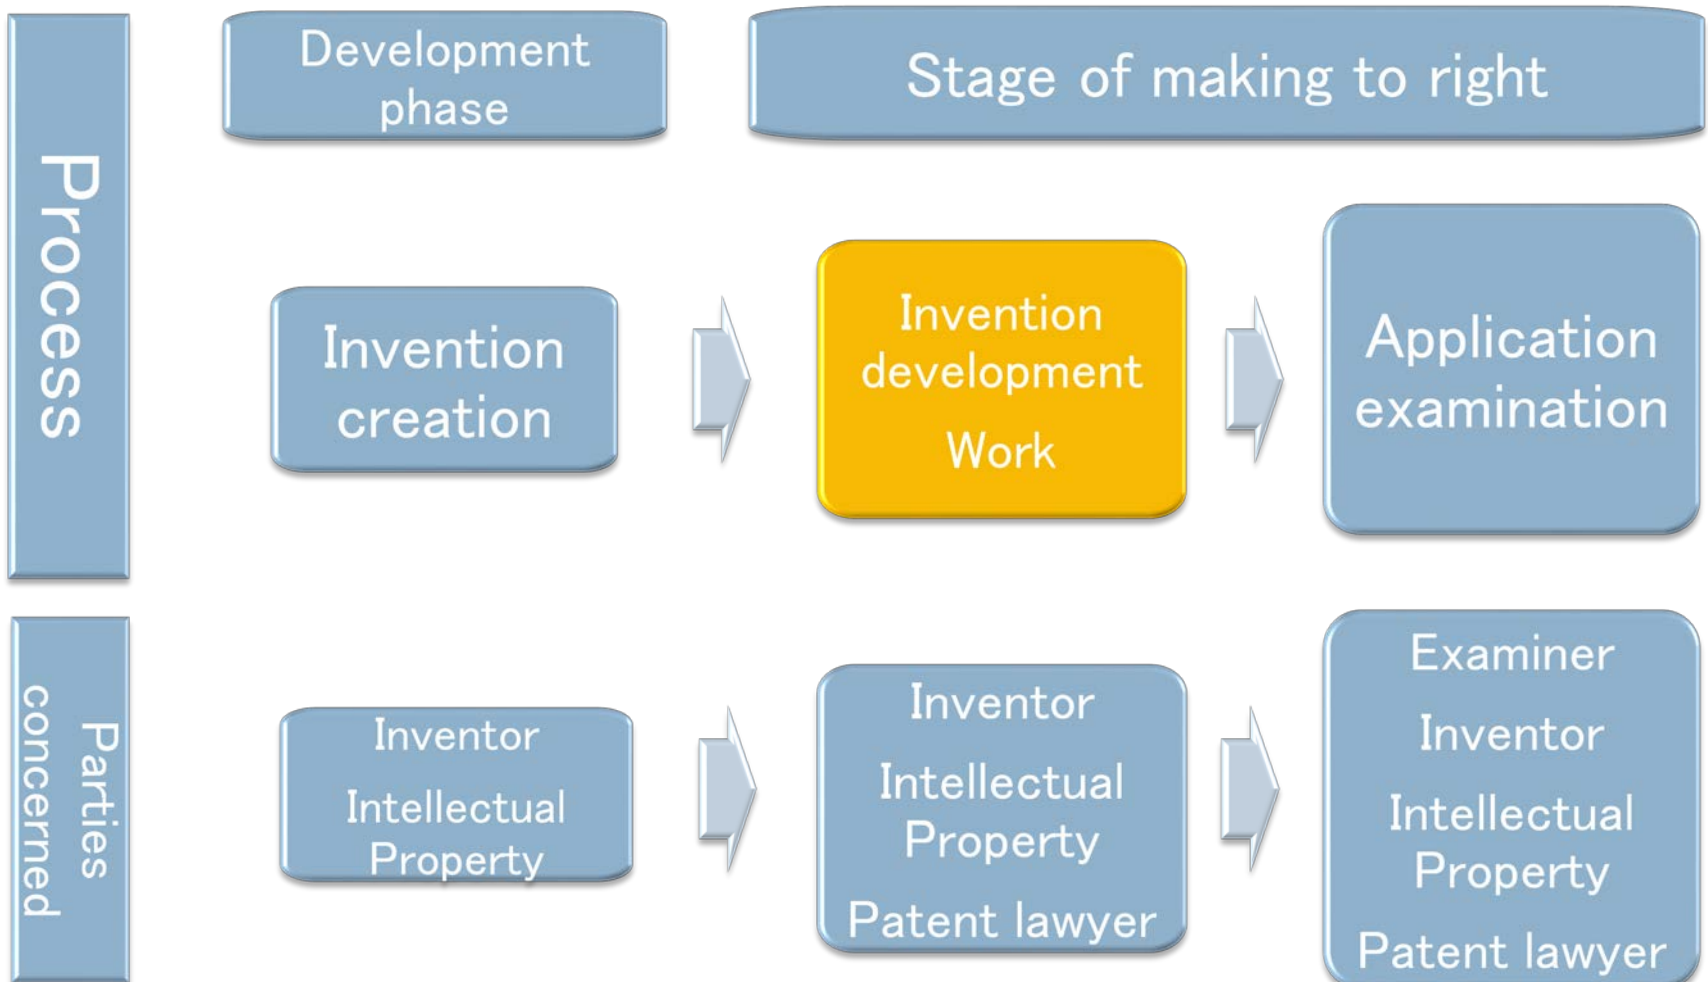 Process
Development
phase
Stage of making to right
Invention
creation
Invention
development
Work
Application
examination
Parties
concerned
Inventor
Intellectual
Property
Inventor
Intellectual
Property
Patent lawyer
Examiner
Inventor
Intellectual
Property
Patent lawyer